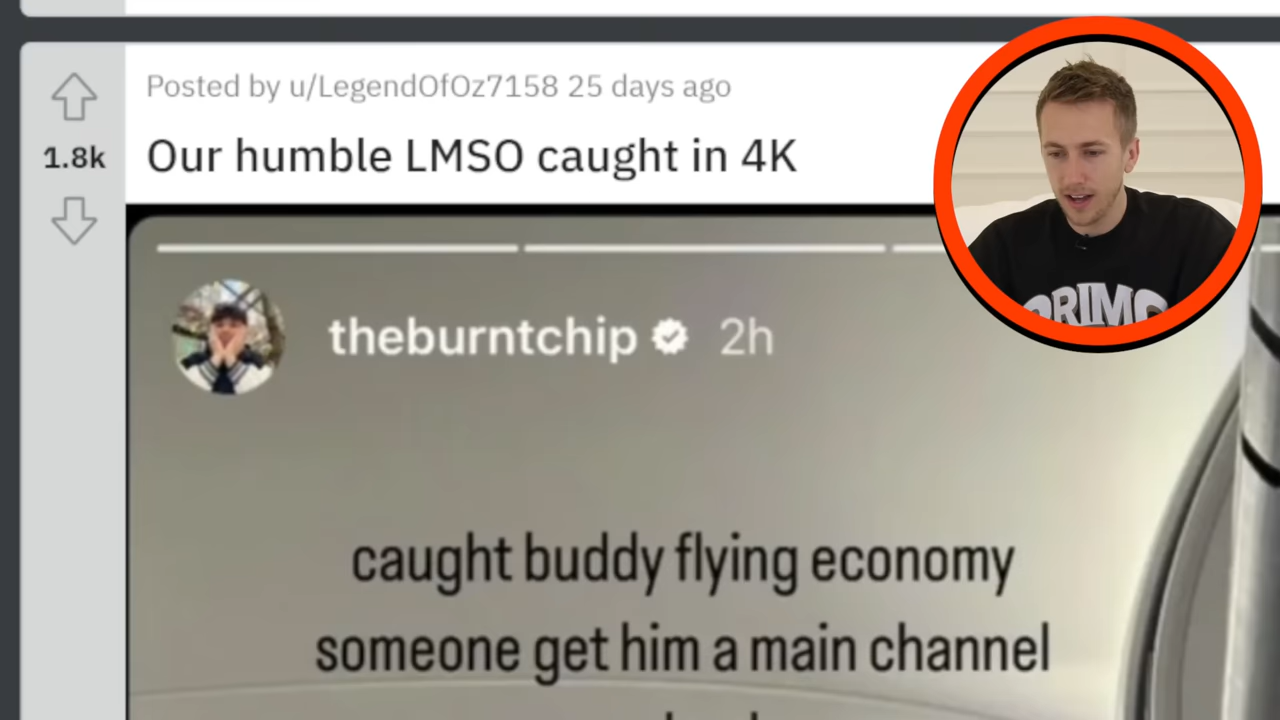 Posted by u/LegendOfOz7158 25 days ago
1.8k
Our humble LMSO caught in 4K
theburntchip 2h
caught buddy flying economy
someone get him a main channel